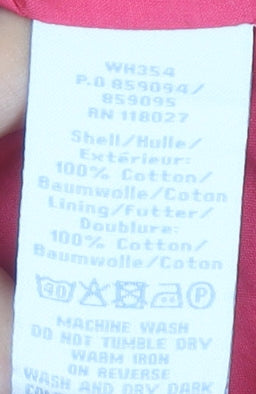 WH354
P.O 859094/
859095
RN 118027
Shell/Hulle/
Extérieur:
100% Cotton/
Baumwolle/Coton
Lining/Futter/
Doublure:
100% Cotton/
Baumwolle/Coton
40 P
MACHINE WASH
DO NOT TUMBLE DRY
WARM IRON
ON REVERSE
WASH AND DRY DARK